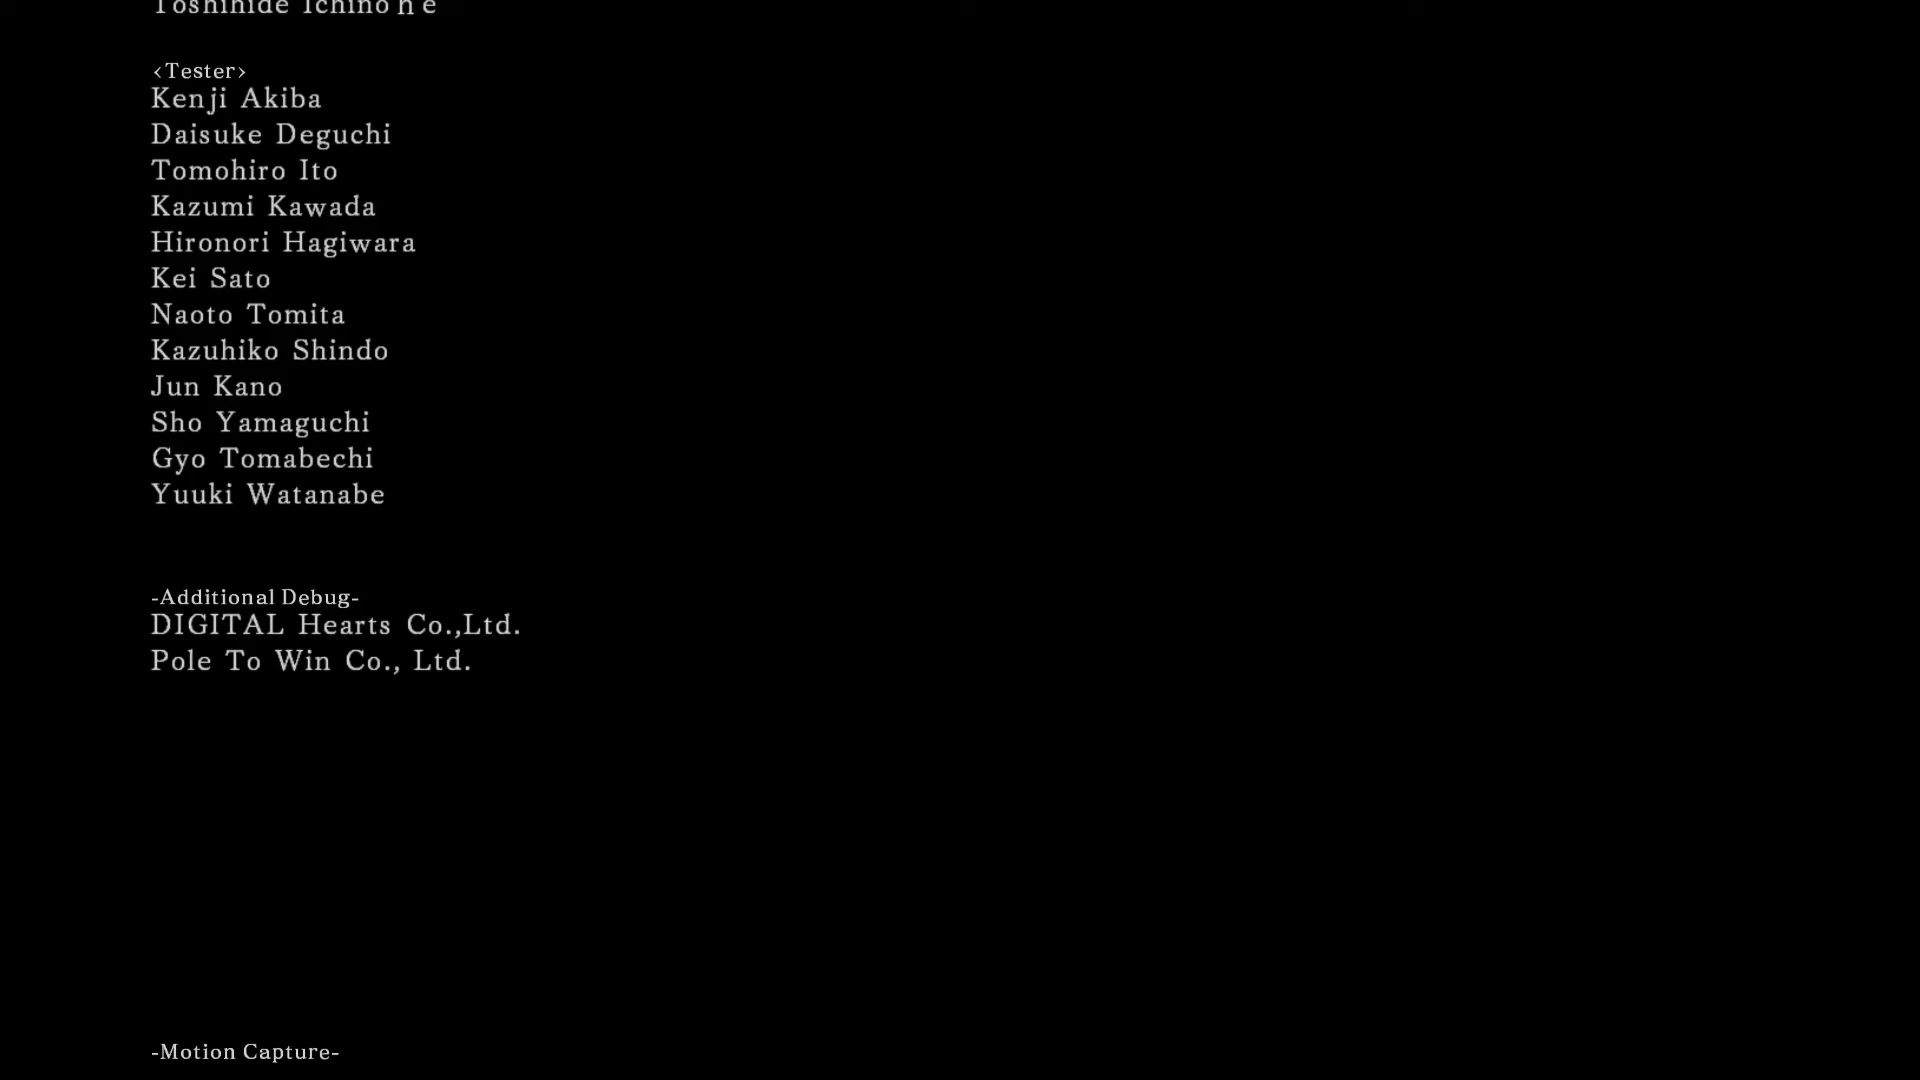 Toshihide Ichinohe
<Tester>
Kenji Akiba
Daisuke Deguchi
Tomohiro Ito
Kazumi Kawada
Hironori Hagiwara
Kei Sato
Naoto Tomita
Kazuhiko Shindo
Jun Kano
Sho Yamaguchi
Gyo Tomabechi
Yuuki Watanabe
-Additional Debug-
DIGITAL Hearts Co.,Ltd.
Pole To Win Co., Ltd.
-Motion Capture-